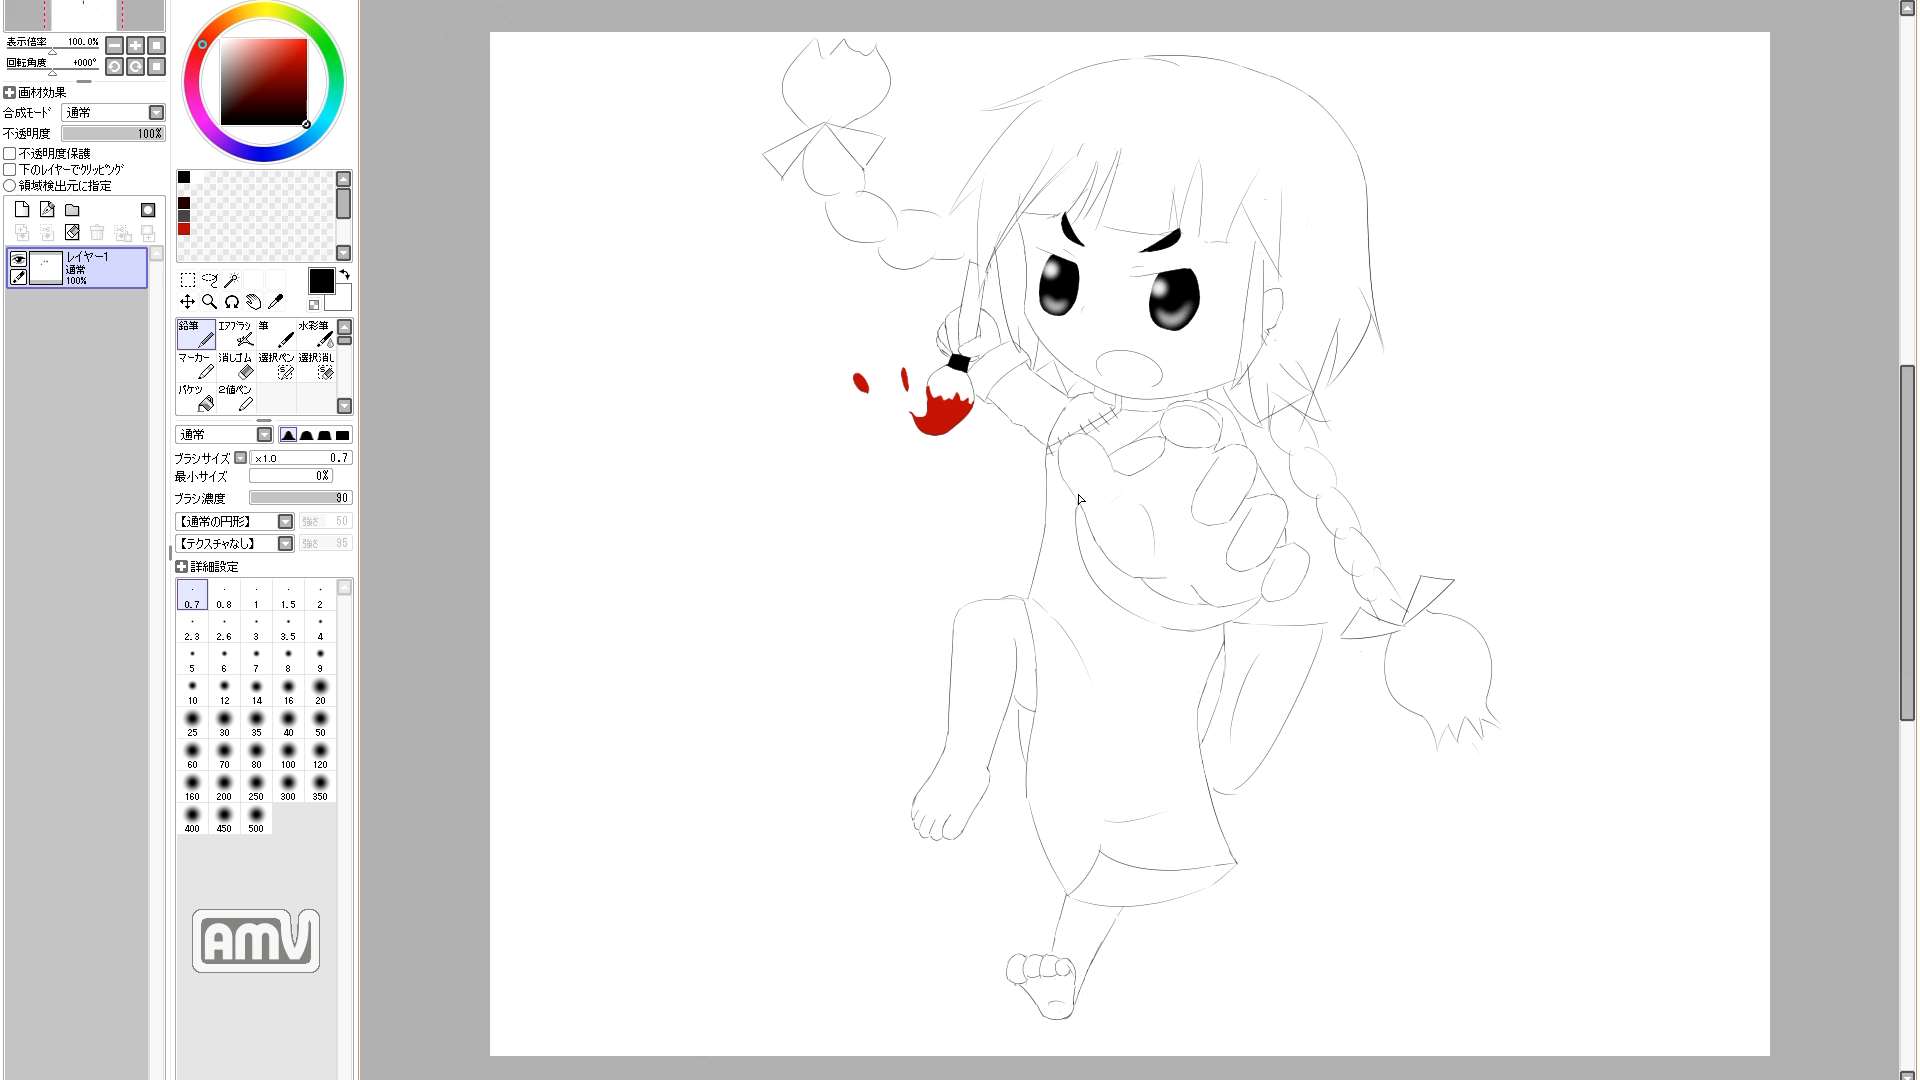 表示倍率 100.0%
回転角度 +000°
画材効果
合成モード 通常
不透明度 100%
不透明度保護
下のレイヤーでクリッピング
領域検出元に指定
レイヤー1
通常
100%
鉛筆 エアブラシ 筆 水彩筆
マーカー 消しゴム 選択ペン 選択消し
バケツ 2値ペン
通常
ブラシサイズ x1.0 0.7
最小サイズ 0%
ブラシ濃度 90
【通常の円形】 強さ 50
【テクスチャなし】 強さ 95
詳細設定
0.7 0.8 1 1.5 2
2.3 2.6 3 3.5 4
5 6 7 8 9
10 12 14 16 20
25 30 35 40 50
60 70 80 100 120
160 200 250 300 350
400 450 500
AMV